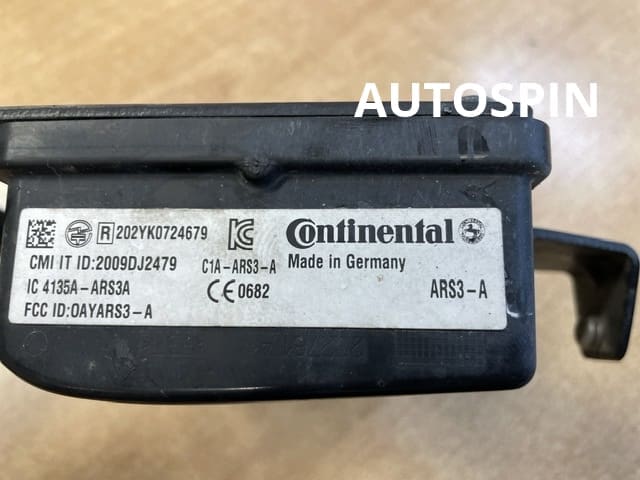 AUTOSPIN
R 202YK0724679
Continental
CMI IT ID:2009DJ2479
C1A-ARS3-A
Made in Germany
IC 4135A-ARS3A
CE 0682
ARS3-A
FCC ID:OAYARS3-A